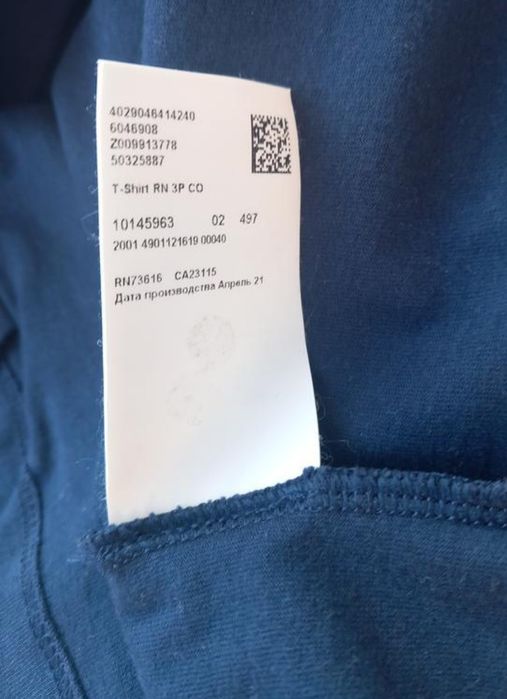 4029046414240
6046908
Z009913778
50325887
T-Shirt RN 3P CO
10145963 02 497
2001 4901121619 00040
RN73616 CA23115
Дата производства Апрель 21